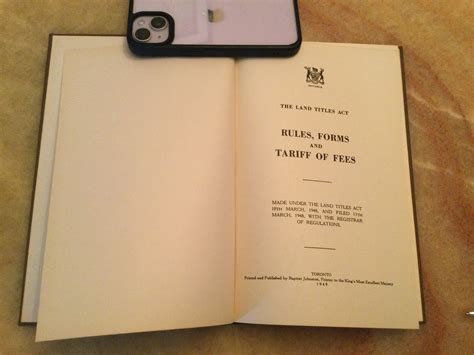 ONTARIO
THE LAND TITLES ACT
RULES, FORMS
AND
TARIFF OF FEES
MADE UNDER THE LAND TITLES ACT
10TH MARCH, 1948, AND FILED 17TH
MARCH, 1948, WITH THE REGISTRAR
OF REGULATIONS.
TORONTO
Printed and Published by Baptist Johnston, Printer to the King's Most Excellent Majesty
1949